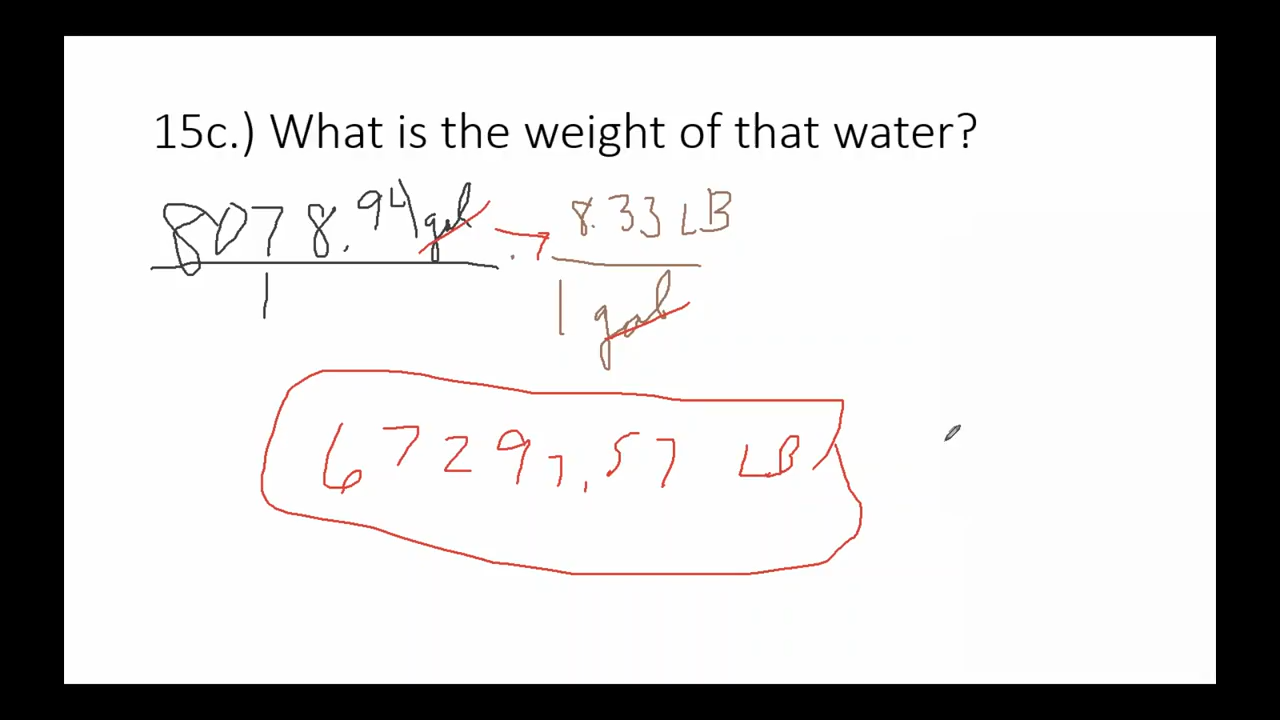 15c.) What is the weight of that water?
8078.94 gal . 8.33 LB
1 1 gal
67297.57 LB